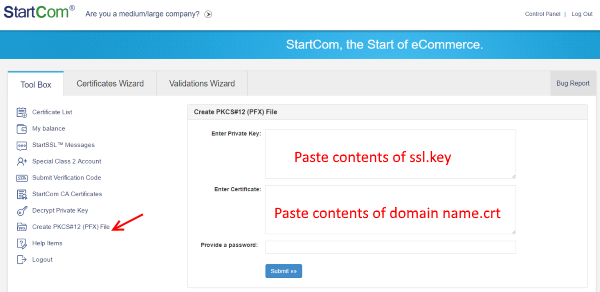 StartCom®
Are you a medium/large company?
Control Panel | Log Out
StartCom, the Start of eCommerce.
Tool Box
Certificates Wizard
Validations Wizard
Bug Report
Certificate List
My balance
StartSSL™ Messages
Special Class 2 Account
Submit Verification Code
StartCom CA Certificates
Decrypt Private Key
Create PKCS#12 (PFX) File
Help Items
Logout
Create PKCS#12 (PFX) File
Enter Private Key:
Paste contents of ssl.key
Enter Certificate:
Paste contents of domain name.crt
Provide a password:
Submit »»